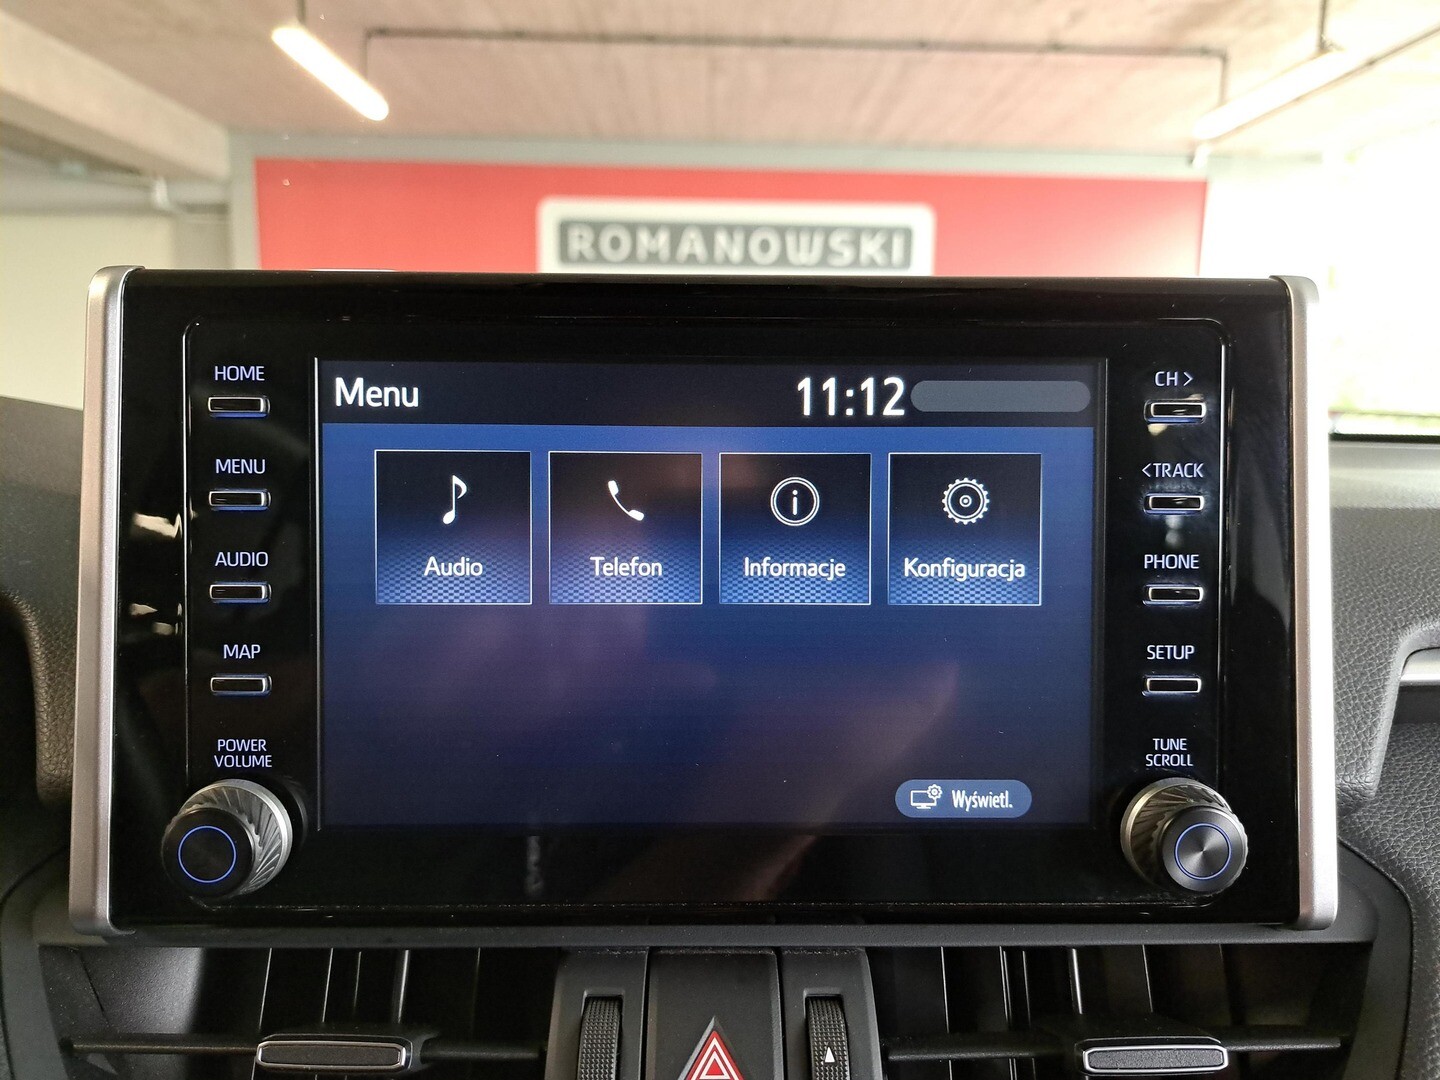 ROMANOWSKI
HOME
MENU
AUDIO
MAP
POWER
VOLUME
Menu
11:12
Audio
Telefon
Informacje
Konfiguracja
Wyświetl.
CH >
<TRACK
PHONE
SETUP
TUNE
SCROLL